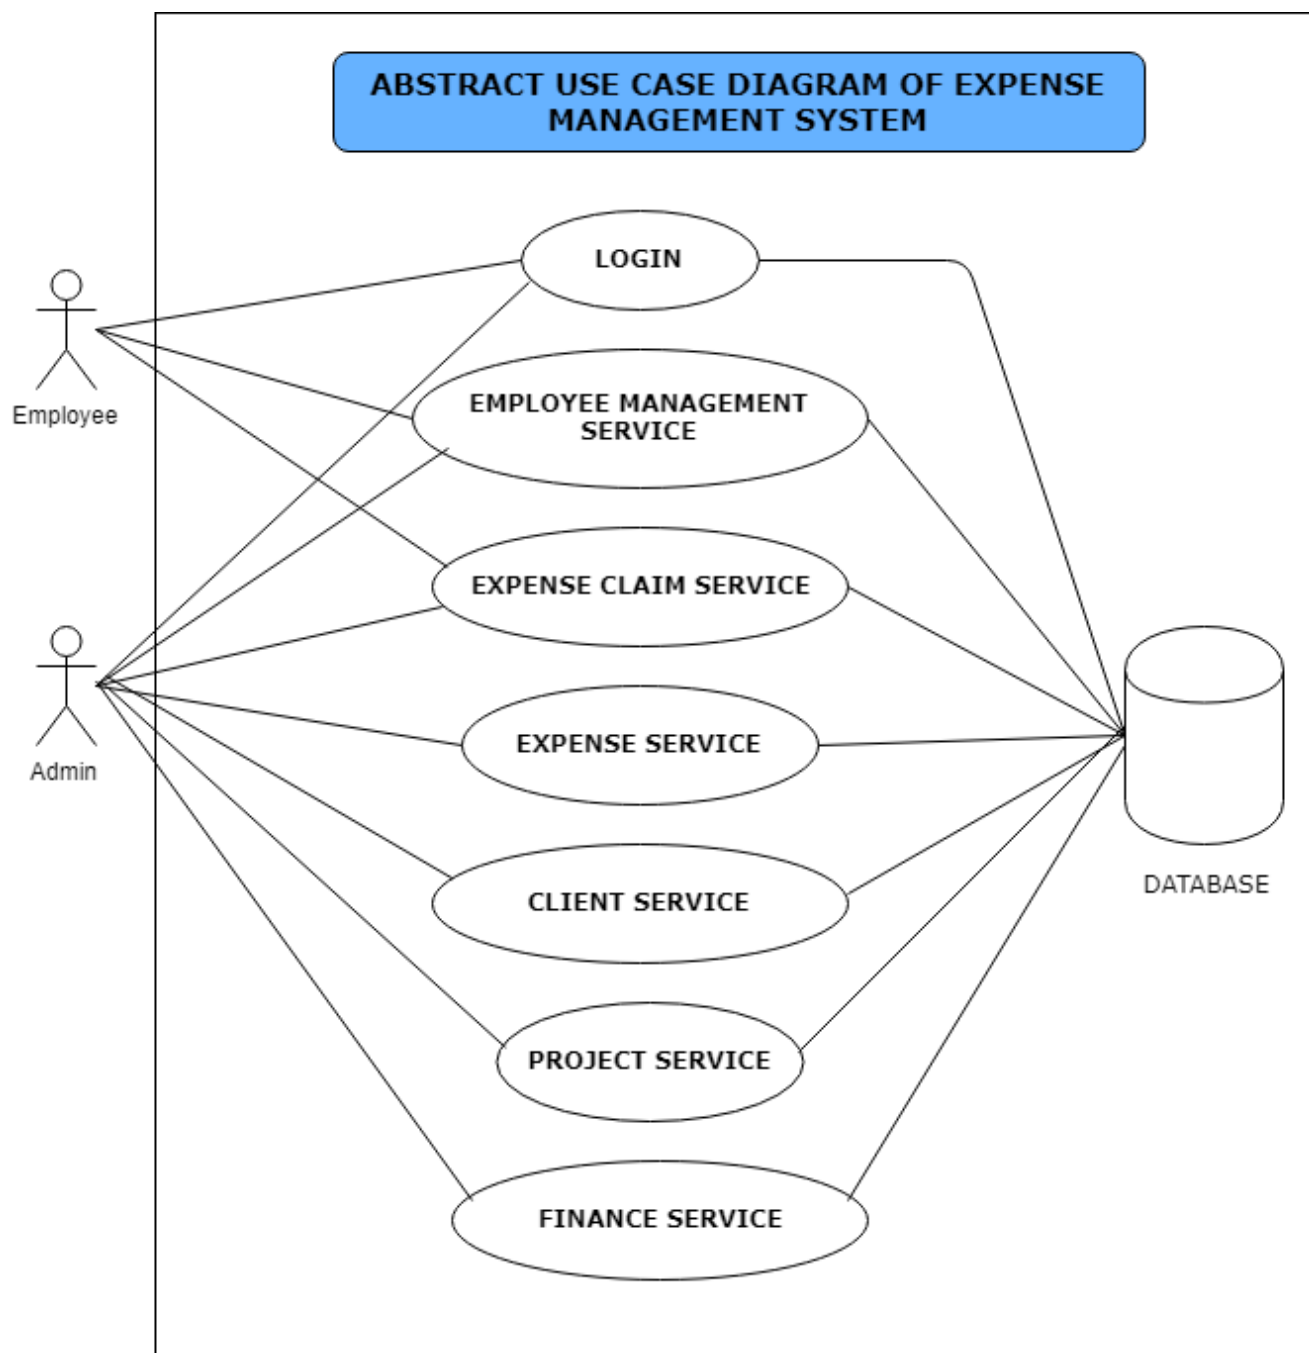 ABSTRACT USE CASE DIAGRAM OF EXPENSE
MANAGEMENT SYSTEM
LOGIN
Employee
EMPLOYEE MANAGEMENT
SERVICE
EXPENSE CLAIM SERVICE
Admin
EXPENSE SERVICE
DATABASE
CLIENT SERVICE
PROJECT SERVICE
FINANCE SERVICE